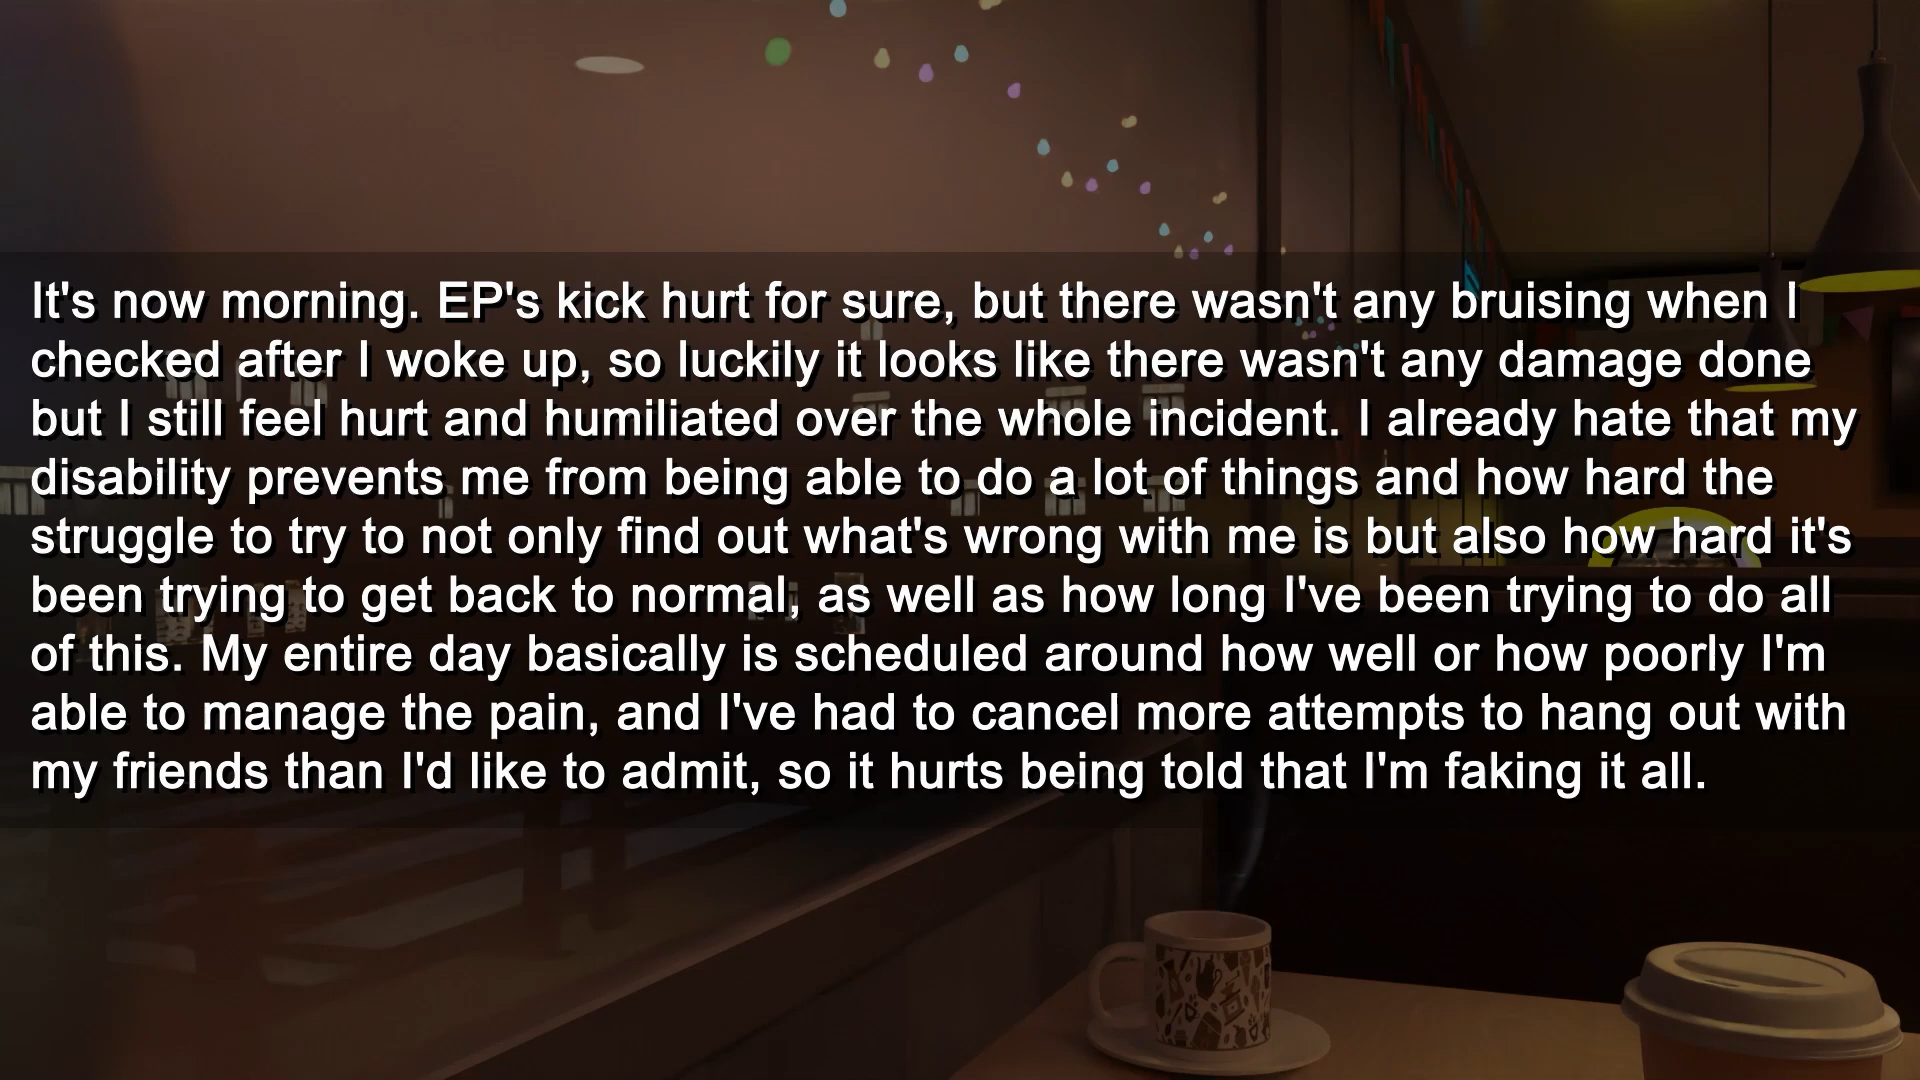 It's now morning. EP's kick hurt for sure, but there wasn't any bruising when I
checked after I woke up, so luckily it looks like there wasn't any damage done
but I still feel hurt and humiliated over the whole incident. I already hate that my
disability prevents me from being able to do a lot of things and how hard the
struggle to try to not only find out what's wrong with me is but also how hard it's
been trying to get back to normal, as well as how long I've been trying to do all
of this. My entire day basically is scheduled around how well or how poorly I'm
able to manage the pain, and I've had to cancel more attempts to hang out with
my friends than I'd like to admit, so it hurts being told that I'm faking it all.